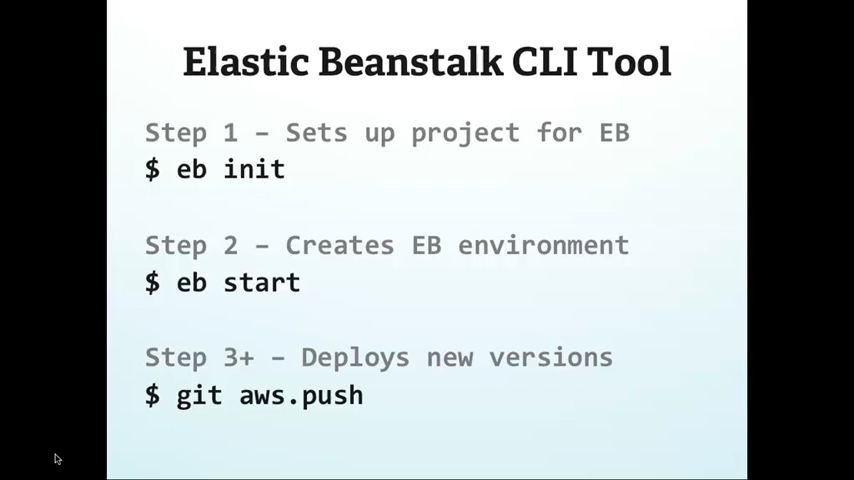 Elastic Beanstalk CLI Tool
Step 1 – Sets up project for EB
$ eb init
Step 2 – Creates EB environment
$ eb start
Step 3+ – Deploys new versions
$ git aws.push